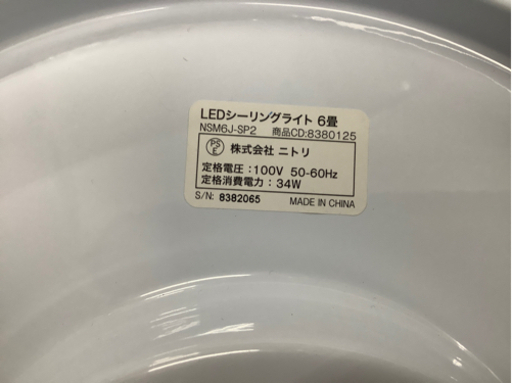 LEDシーリングライト 6畳
NSM6J-SP2 商品CD:8380125
PSE 株式会社 ニトリ
定格電圧:100V 50-60Hz
定格消費電力:34W
S/N: 8382065 MADE IN CHINA